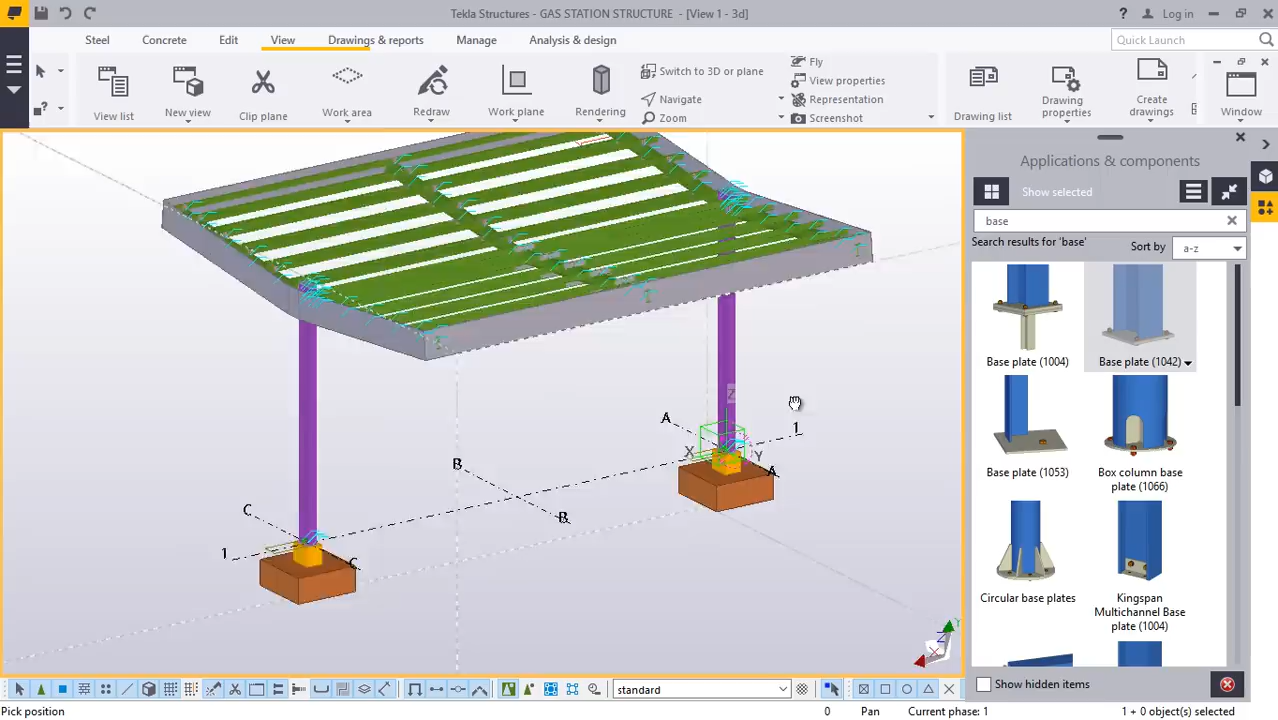 Tekla Structures - GAS STATION STRUCTURE - [View 1 - 3d]
Log in
Steel
Concrete
Edit
View
Drawings & reports
Manage
Analysis & design
Quick Launch
View list
New view
Clip plane
Work area
Redraw
Work plane
Rendering
Switch to 3D or plane
Navigate
Zoom
Fly
View properties
Representation
Screenshot
Drawing list
Drawing properties
Create drawings
Window
Applications & components
Show selected
base
Search results for 'base'
Sort by
a-z
Base plate (1004)
Base plate (1042)
Base plate (1053)
Box column base plate (1066)
Circular base plates
Kingspan Multichannel Base plate (1004)
Show hidden items
A
1
Z
X
Y
A
B
B
C
1
C
Y
Z
standard
Pick position
0
Pan
Current phase: 1
1 + 0 object(s) selected